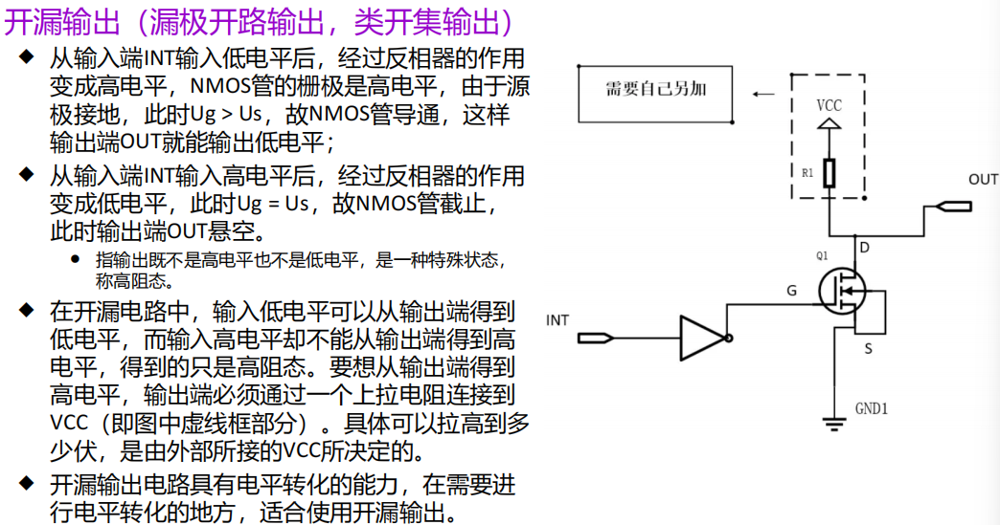 开漏输出（漏极开路输出，类开集输出）
◆ 从输入端INT输入低电平后，经过反相器的作用
变成高电平，NMOS管的栅极是高电平，由于源
极接地，此时Ug > Us，故NMOS管导通，这样
输出端OUT就能输出低电平；
◆ 从输入端INT输入高电平后，经过反相器的作用
变成低电平，此时Ug = Us，故NMOS管截止，
此时输出端OUT悬空。
• 指输出既不是高电平也不是低电平，是一种特殊状态，
称高阻态。
◆ 在开漏电路中，输入低电平可以从输出端得到
低电平，而输入高电平却不能从输出端得到高
电平，得到的只是高阻态。要想从输出端得到
高电平，输出端必须通过一个上拉电阻连接到
VCC（即图中虚线框部分）。具体可以拉高到多
少伏，是由外部所接的VCC所决定的。
◆ 开漏输出电路具有电平转化的能力，在需要进
行电平转化的地方，适合使用开漏输出。
需要自己另加
VCC
R1
OUT
D
Q1
G
INT
S
GND1